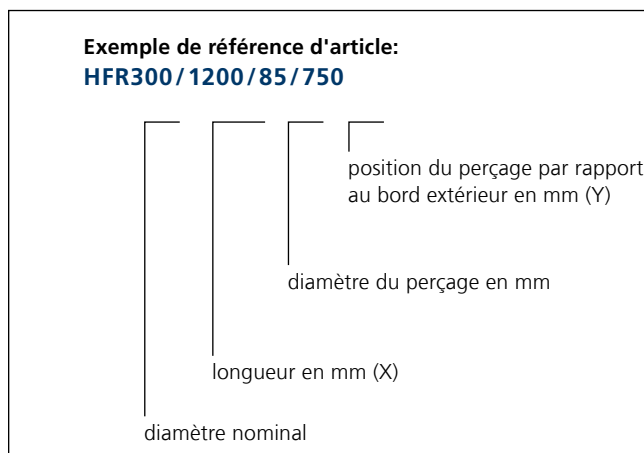 Exemple de référence d'article:
HFR300/1200/85/750
position du perçage par rapport
au bord extérieur en mm (Y)
diamètre du perçage en mm
longueur en mm (X)
diamètre nominal